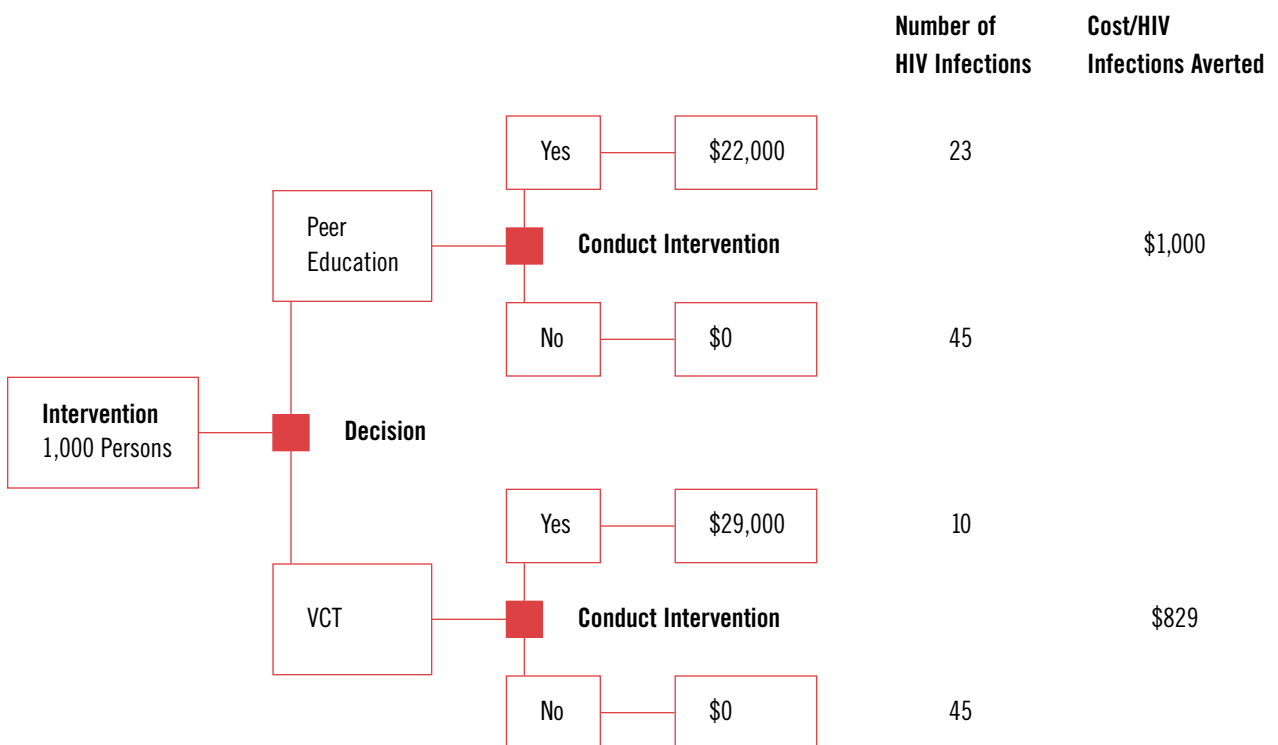 Number of
HIV Infections
Cost/HIV
Infections Averted
Yes
$22,000
23
Peer
Education
Conduct Intervention
$1,000
No
$0
45
Intervention
1,000 Persons
Decision
Yes
$29,000
10
VCT
Conduct Intervention
$829
No
$0
45